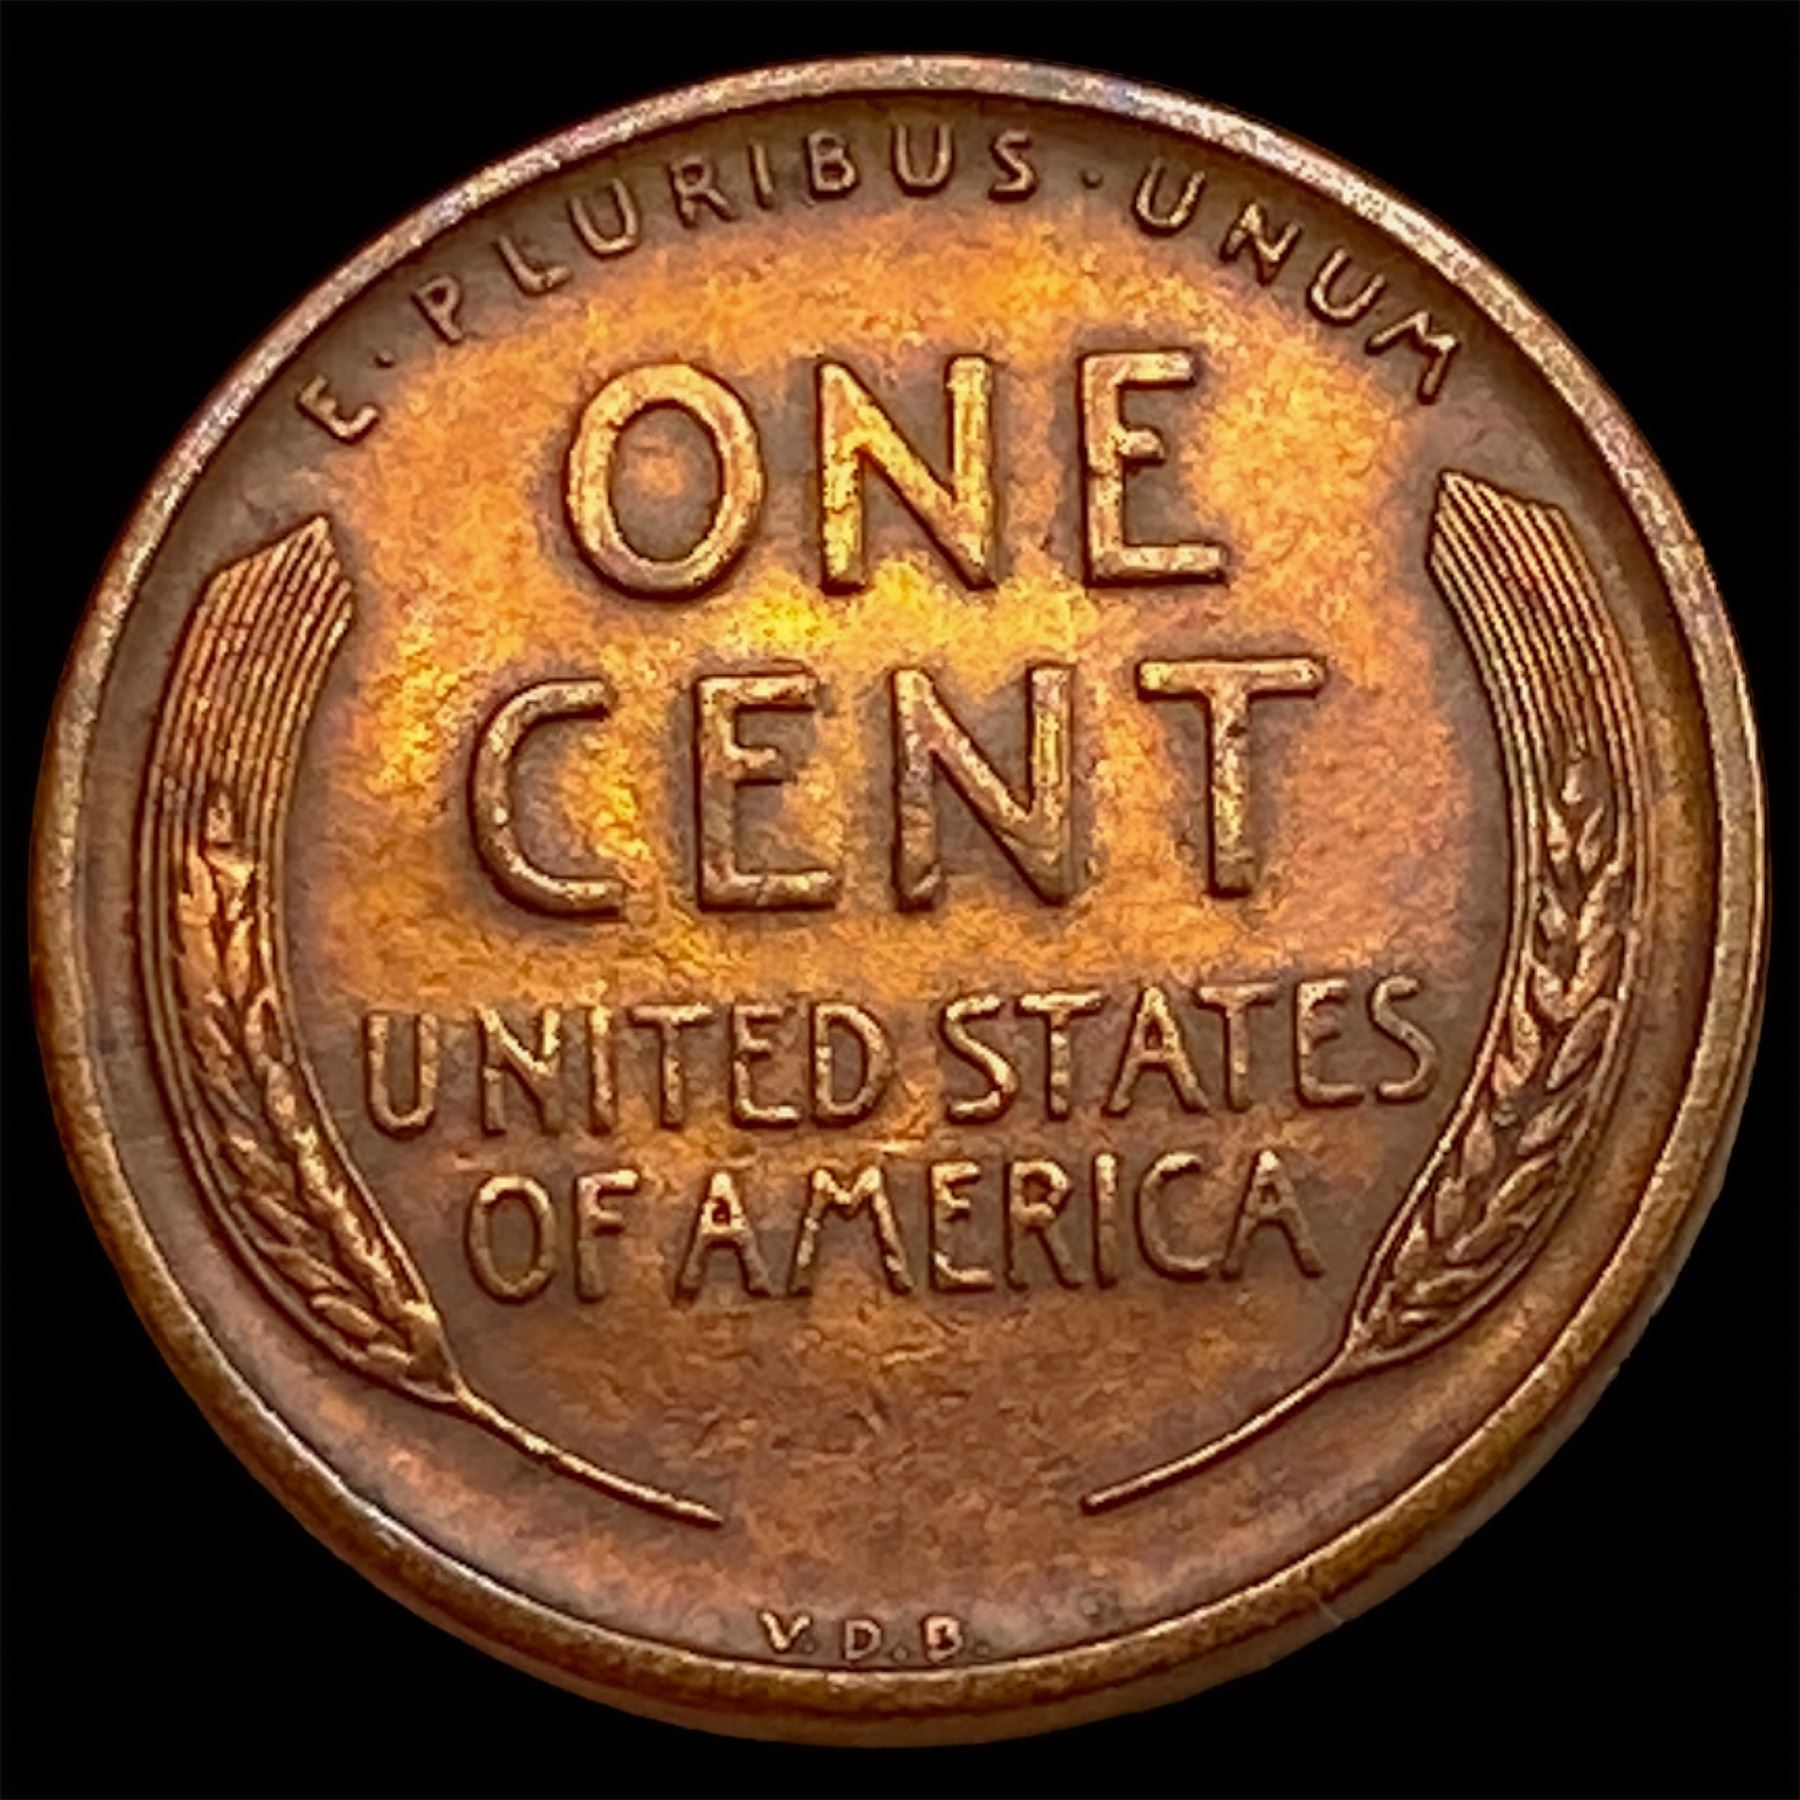 E·PLURIBUS·UNUM
ONE
CENT
UNITED STATES
OF AMERICA
V.D.B.